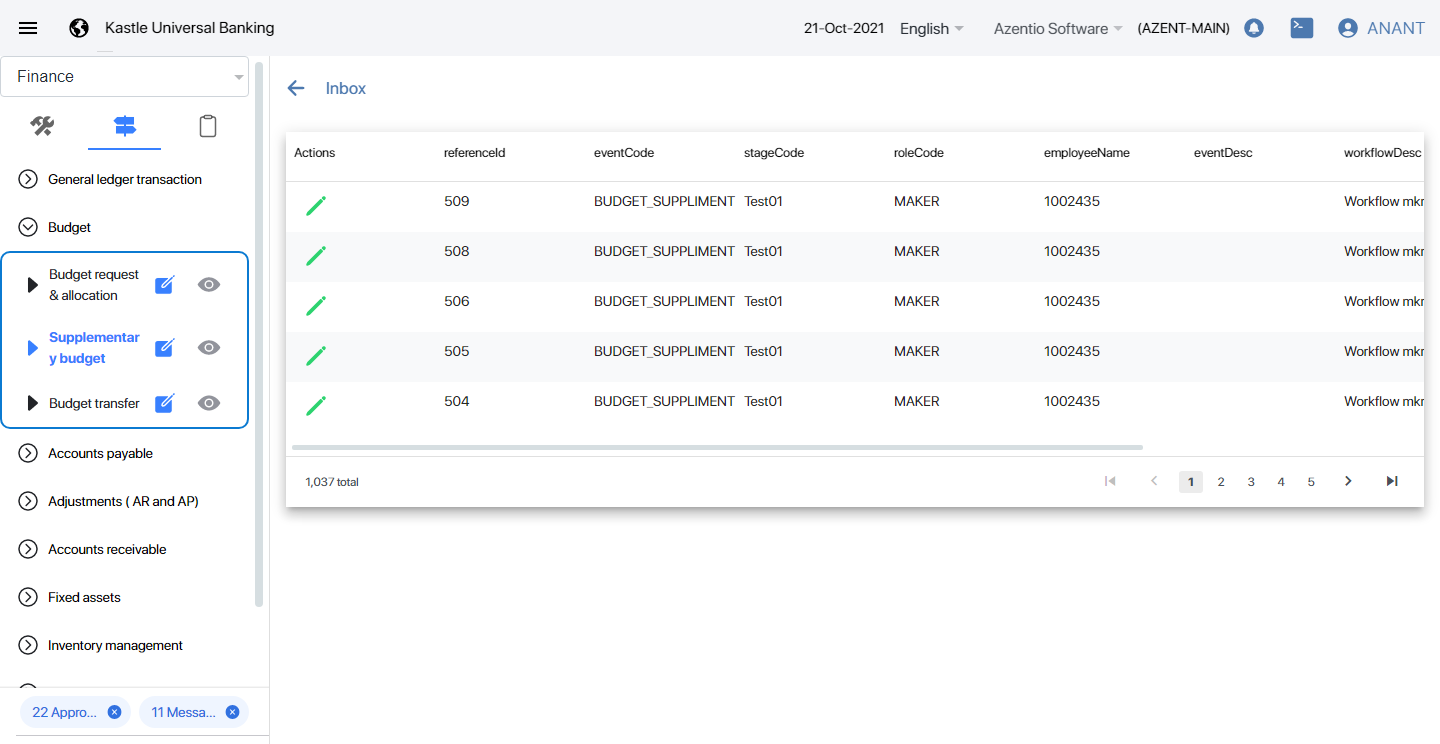 Kastle Universal Banking
21-Oct-2021 English Azentio Software (AZENT-MAIN) ANANT
Finance
General ledger transaction
Budget
Budget request
& allocation
Supplementar
y budget
Budget transfer
Accounts payable
Adjustments ( AR and AP)
Accounts receivable
Fixed assets
Inventory management
22 Appro...
11 Messa...
Inbox
Actions referenceId eventCode stageCode roleCode employeeName eventDesc workflowDesc
509 BUDGET_SUPPLIMENT Test01 MAKER 1002435 Workflow mkr
508 BUDGET_SUPPLIMENT Test01 MAKER 1002435 Workflow mkr
506 BUDGET_SUPPLIMENT Test01 MAKER 1002435 Workflow mkr
505 BUDGET_SUPPLIMENT Test01 MAKER 1002435 Workflow mkr
504 BUDGET_SUPPLIMENT Test01 MAKER 1002435 Workflow mkr
1,037 total
1 2 3 4 5